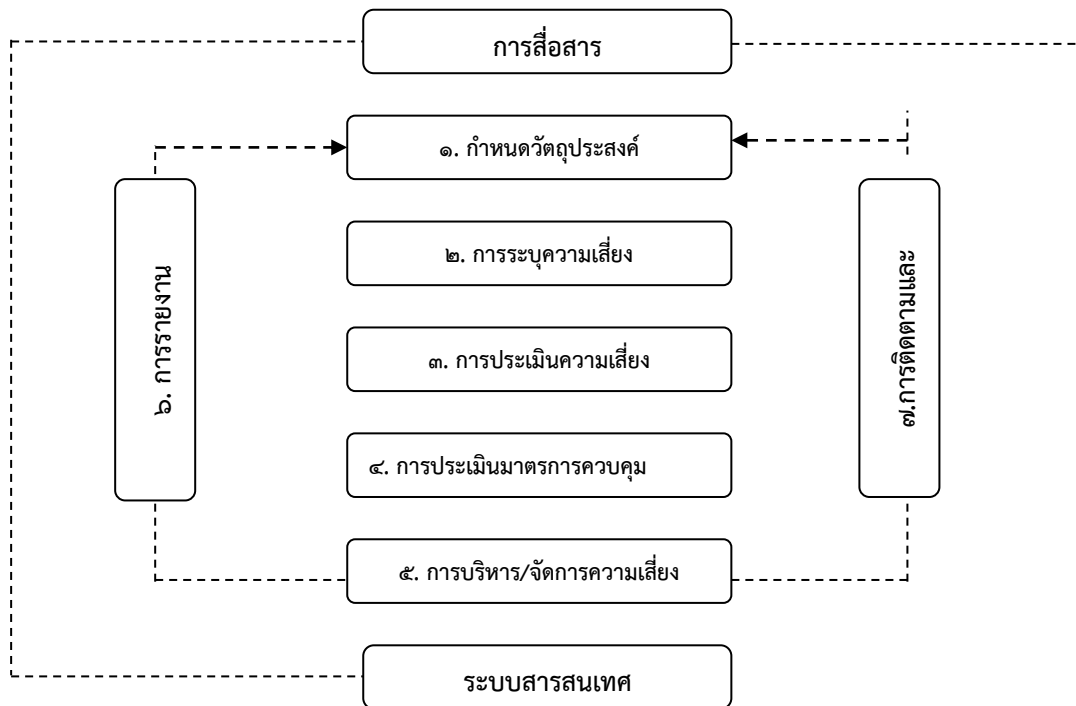 การสื่อสาร
๑. กำหนดวัตถุประสงค์
๒. การระบุความเสี่ยง
๓. การประเมินความเสี่ยง
๔. การประเมินมาตรการควบคุม
๕. การบริหาร/จัดการความเสี่ยง
๖. การรายงาน
๗.การติดตามและ
ระบบสารสนเทศ